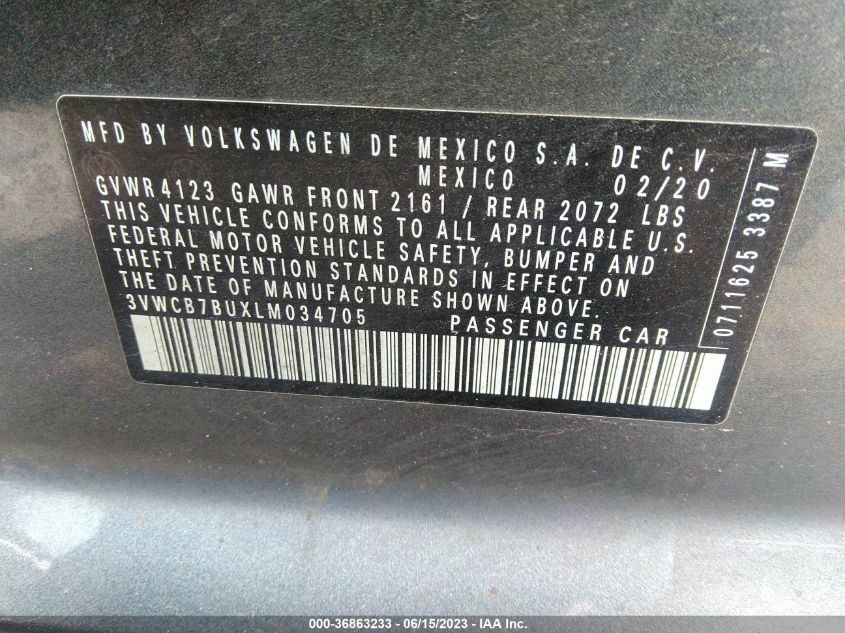 MFD BY VOLKSWAGEN DE MEXICO S.A. DE C.V.
MEXICO 02/20
GVWR4123 GAWR FRONT 2161 / REAR 2072 LBS
THIS VEHICLE CONFORMS TO ALL APPLICABLE U.S.
FEDERAL MOTOR VEHICLE SAFETY, BUMPER AND
THEFT PREVENTION STANDARDS IN EFFECT ON
THE DATE OF MANUFACTURE SHOWN ABOVE.
3VWCB7BUXLM034705 PASSENGER CAR
0711625 3387 M
000-36863233 - 06/15/2023 - IAA Inc.